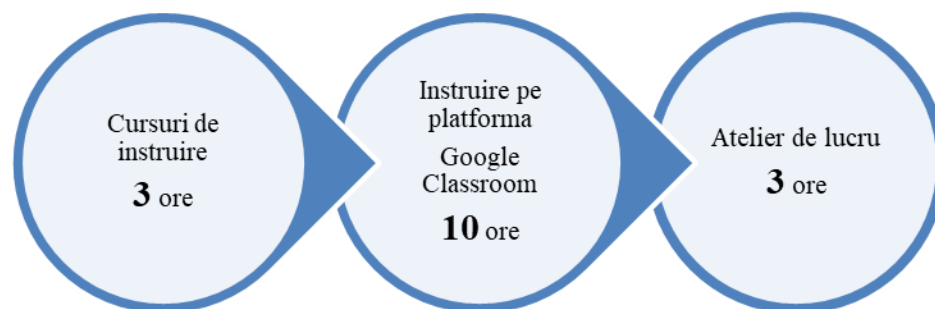 Cursuri de
instruire
3 ore
Instruire pe
platforma
Google
Classroom
10 ore
Atelier de lucru
3 ore